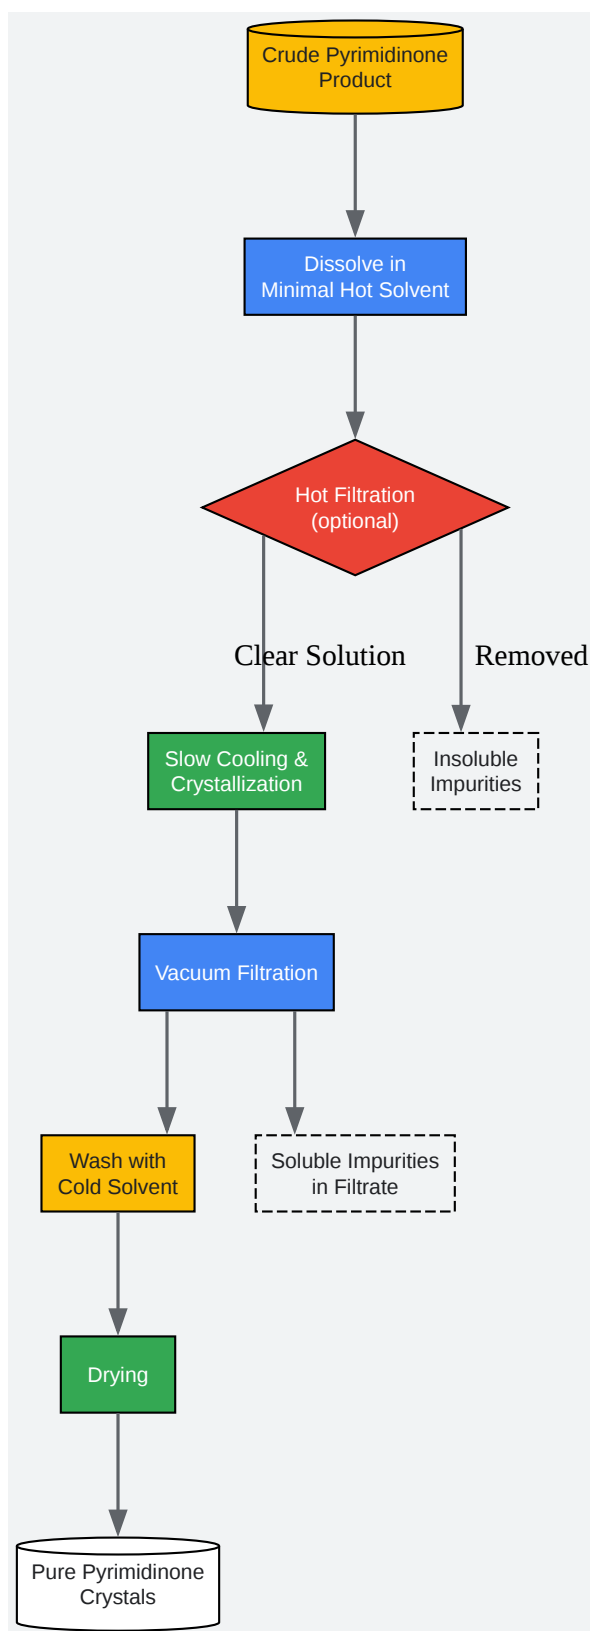 Crude Pyrimidinone
Product
Dissolve in
Minimal Hot Solvent
Hot Filtration
(optional)
Clear Solution
Removed
Slow Cooling &
Crystallization
Insoluble
Impurities
Vacuum Filtration
Wash with
Cold Solvent
Soluble Impurities
in Filtrate
Drying
Pure Pyrimidinone
Crystals